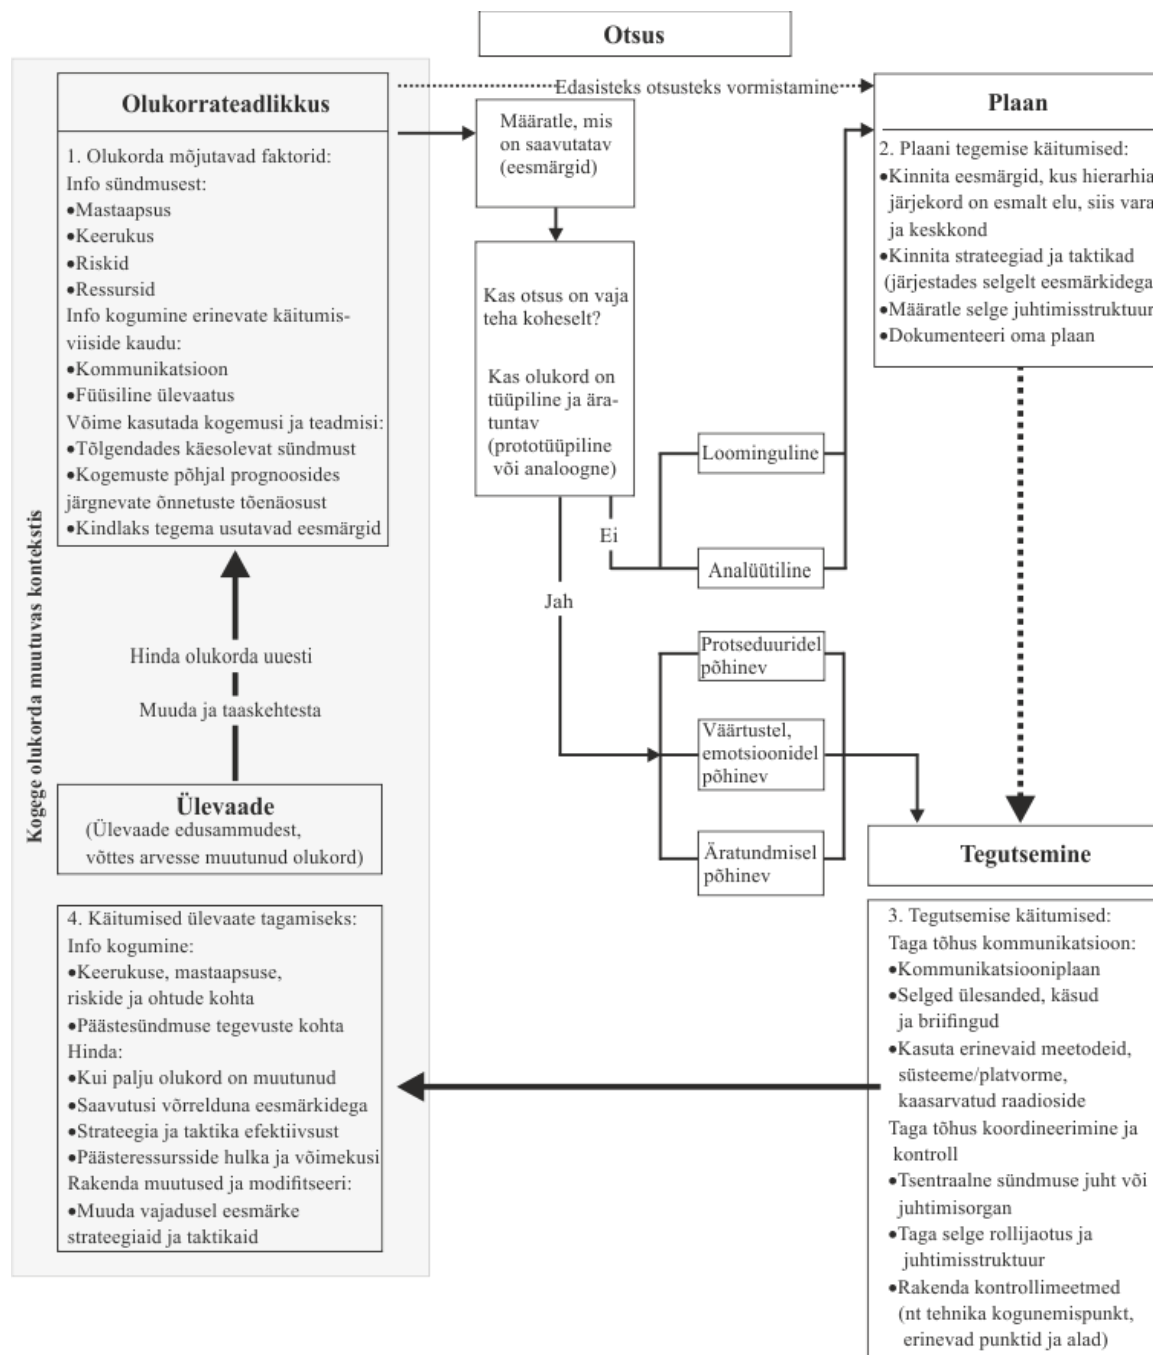 Otsus
Olukorrateadlikkus
1. Olukorda mõjutavad faktorid:
Info sündmusest:
•Mastaapsus
•Keerukus
•Riskid
•Ressursid
Info kogumine erinevate käitumis-
viiside kaudu:
•Kommunikatsioon
•Füüsiline ülevaatus
Võime kasutada kogemusi ja teadmisi:
•Tõlgendades käesolevat sündmust
•Kogemuste põhjal prognoosides
järgnevate õnnetuste tõenäosust
•Kindlaks tegema usutavad eesmärgid
Edasisteks otsusteks vormistamine
Määratle, mis
on saavutatav
(eesmärgid)
Kas otsus on vaja
teha koheselt?
Kas olukord on
tüüpiline ja ära-
tuntav
(prototüüpiline
või analoogne)
Ei
Jah
Loominguline
Analüütiline
Protseduuridel
põhinev
Väärtustel,
emotsioonidel
põhinev
Äratundmisel
põhinev
Plaan
2. Plaani tegemise käitumised:
•Kinnita eesmärgid, kus hierarhia
järjekord on esmalt elu, siis vara
ja keskkond
•Kinnita strateegiad ja taktikad
(järjestades selgelt eesmärkidega
•Määratle selge juhtimisstruktuur
•Dokumenteeri oma plaan
Tegutsemine
3. Tegutsemise käitumised:
Taga tõhus kommunikatsioon:
•Kommunikatsiooniplaan
•Selged ülesanded, käsud
ja briifingud
•Kasuta erinevaid meetodeid,
süsteeme/platvorme,
kaasarvatud raadioside
Taga tõhus koordineerimine ja
kontroll
•Tsentraalne sündmuse juht või
juhtimisorgan
•Taga selge rollijaotus ja
juhtimisstruktuur
•Rakenda kontrollimeetmed
(nt tehnika kogunemispunkt,
erinevad punktid ja alad)
Kogege olukorda muutuvas kontekstis
Hinda olukorda uuesti
Muuda ja taaskehtesta
Ülevaade
(Ülevaade edusammudest,
võttes arvesse muutunud olukord)
4. Käitumised ülevaate tagamiseks:
Info kogumine:
•Keerukuse, mastaapsuse,
riskide ja ohtude kohta
•Päästesündmuse tegevuste kohta
Hinda:
•Kui palju olukord on muutunud
•Saavutusi võrrelduna eesmärkidega
•Strateegia ja taktika efektiivsust
•Päästeressursside hulka ja võimekusi
Rakenda muutused ja modifitseeri:
•Muuda vajadusel eesmärke
strateegiaid ja taktikaid